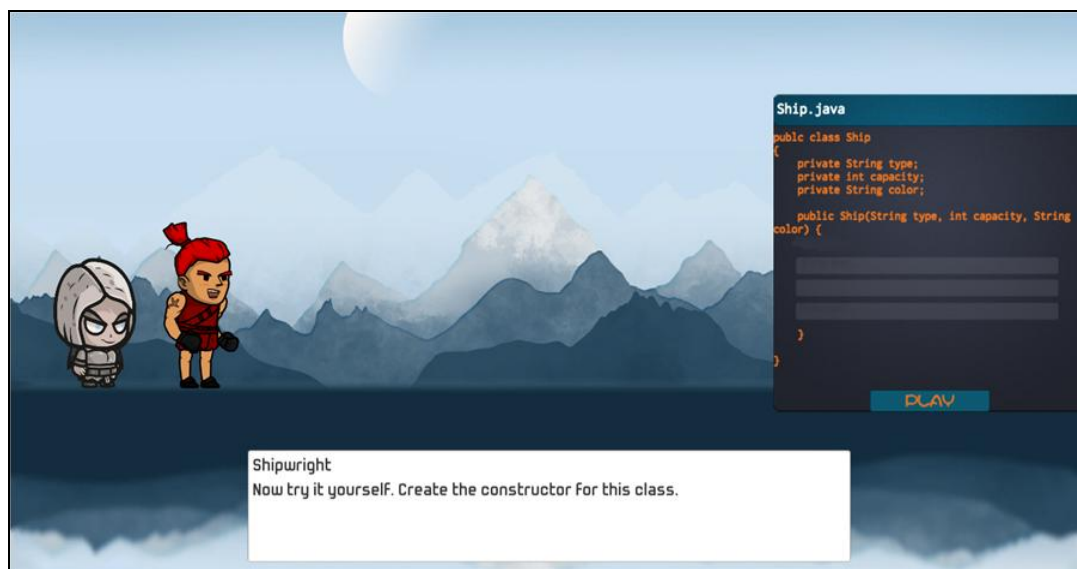 Ship.java
publc class Ship
{
private String type;
private int capacity;
private String color;
public Ship(String type, int capacity, String
color) {
}
}
PLAY
Shipwright
Now try it yourself. Create the constructor for this class.